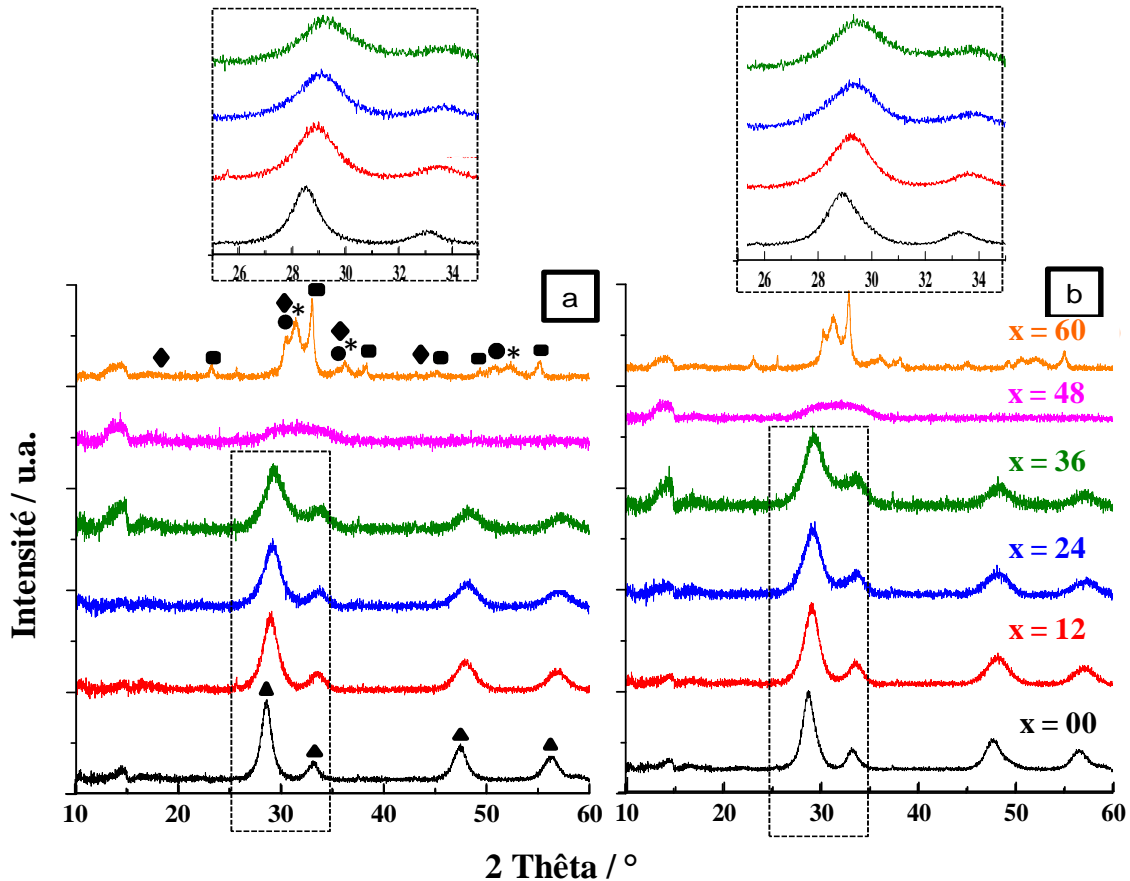 26 28 30 32 34
26 28 30 32 34
a
b
*
*
*
x = 60
x = 48
x = 36
x = 24
x = 12
x = 00
Intensité / u.a.
10 20 30 40 50 60
10 20 30 40 50 60
2 Thêta / °